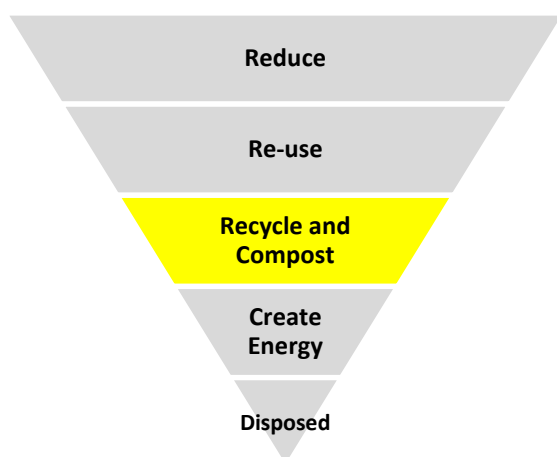 Reduce
Re-use
Recycle and
Compost
Create
Energy
Disposed